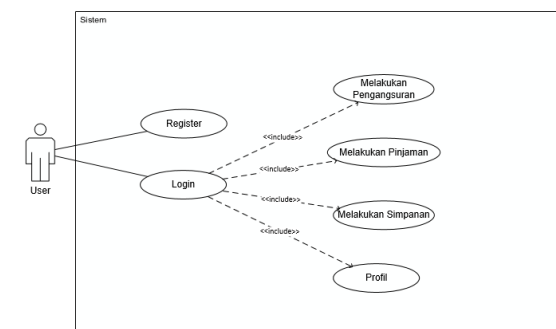 Sistem
Melakukan
Pengangsuran
Register
<<include>>
Melakukan Pinjaman
<<include>>
User
Login
<<include>>
Melakukan Simpanan
<<include>>
Profil